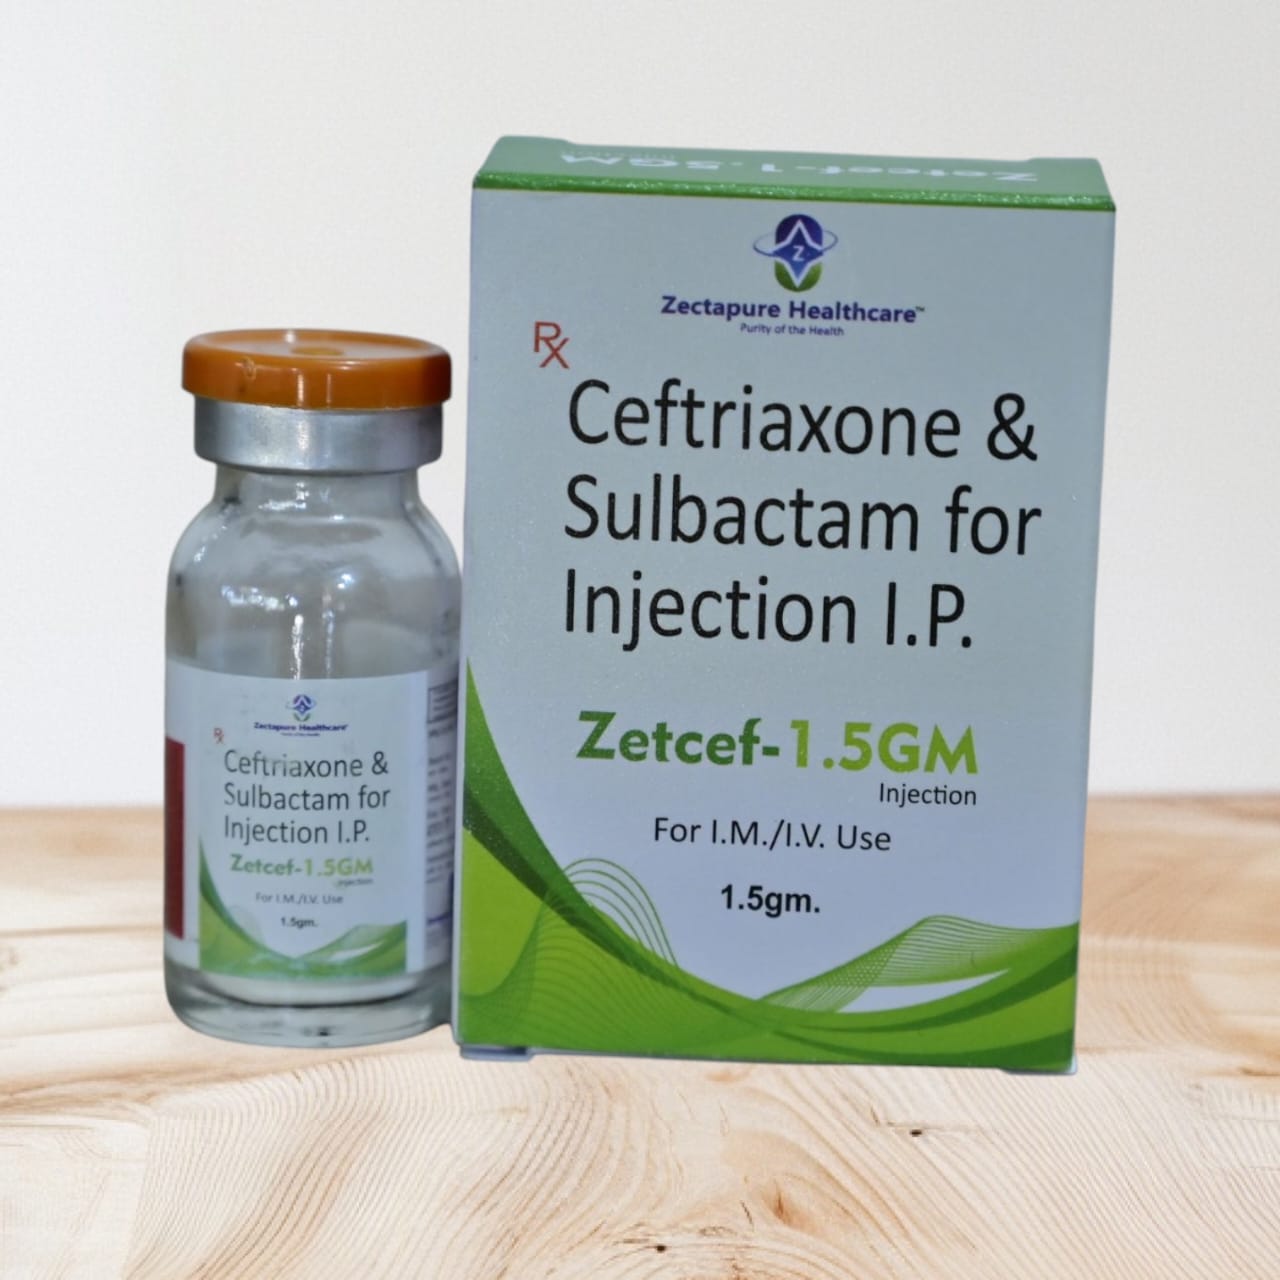 Zetcef-1.5GM
Z
Zectapure Healthcare™
Purity of the Health
Rx
Ceftriaxone &
Sulbactam for
Injection I.P.
Zetcef-1.5GM
Injection
For I.M./I.V. Use
1.5gm.
Zectapure Healthcare
Rx
Ceftriaxone &
Sulbactam for
Injection I.P.
Zetcef-1.5GM
Injection
For I.M./I.V. Use
1.5gm.